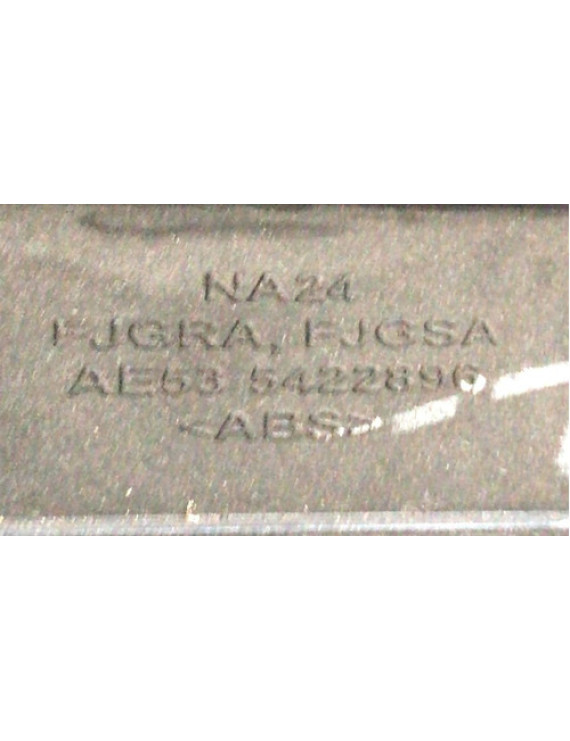 NA24
FJGRA, FJGSA
AE53 5422896
<ABS>